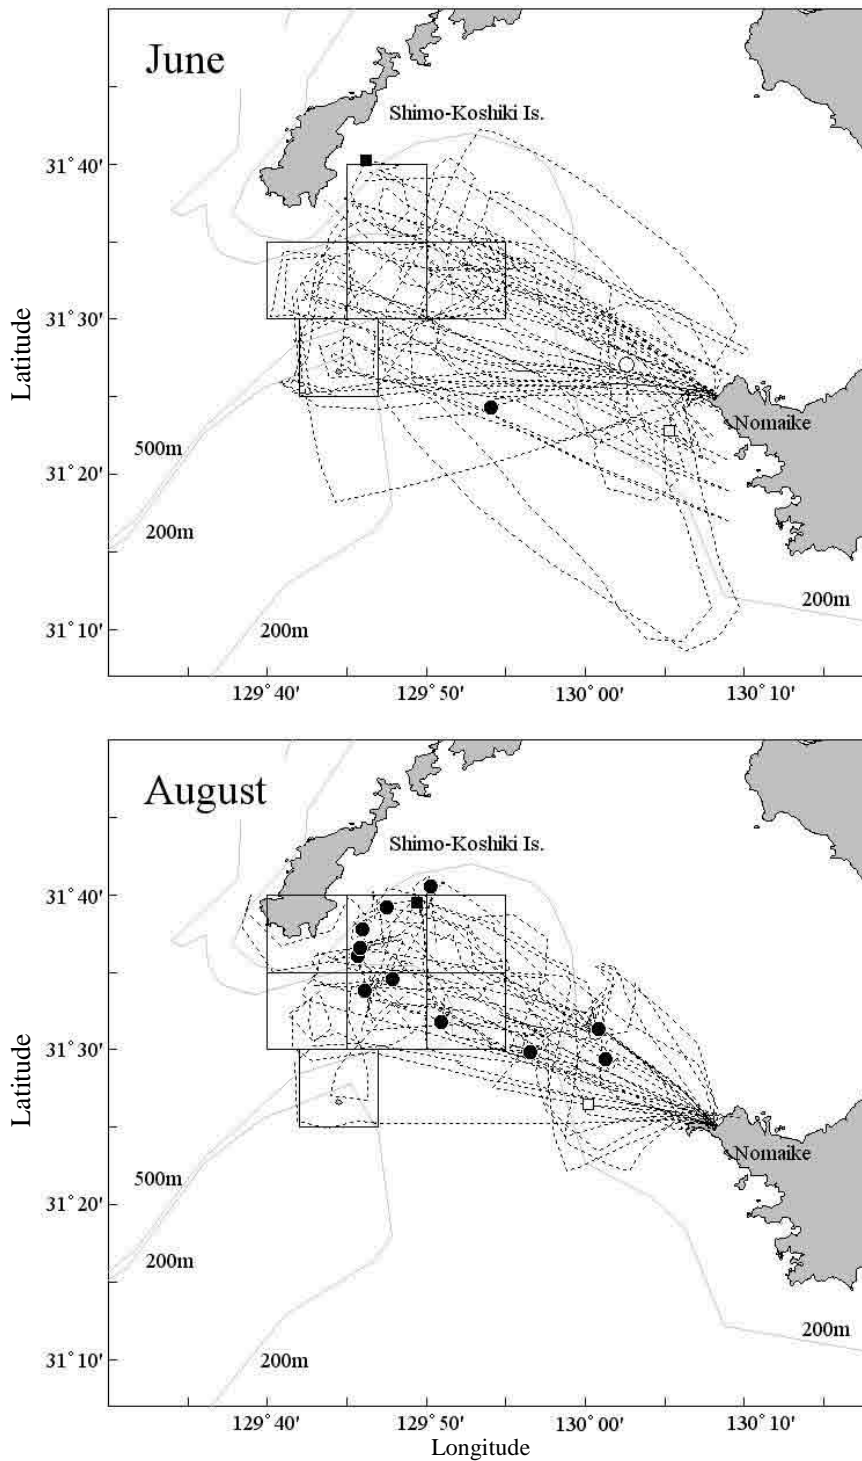 June
Shimo-Koshiki Is.
31˚ 40′
31˚ 30′
Latitude
Nomaike
500m
31˚ 20′
200m
200m
31˚ 10′
200m
129˚ 40′ 129˚ 50′ 130˚ 00′ 130˚ 10′
August
Shimo-Koshiki Is.
31˚ 40′
31˚ 30′
Latitude
Nomaike
500m
31˚ 20′
200m
200m
31˚ 10′
200m
129˚ 40′ 129˚ 50′ 130˚ 00′ 130˚ 10′
Longitude